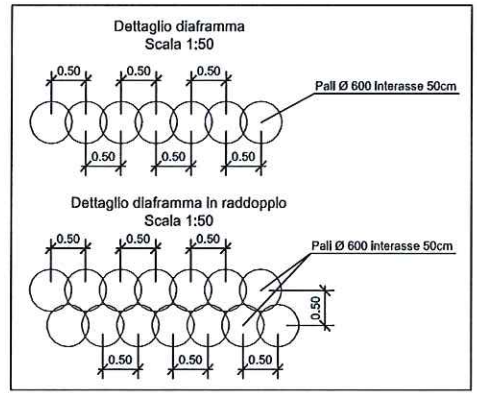 Dettaglio diaframma
Scala 1:50
0.50 0.50 0.50
Pali Ø 600 Interasse 50cm
0.50 0.50 0.50
Dettaglio diaframma in raddoppio
Scala 1:50
0.50 0.50 0.50
Pali Ø 600 interasse 50cm
0.50
0.50 0.50 0.50